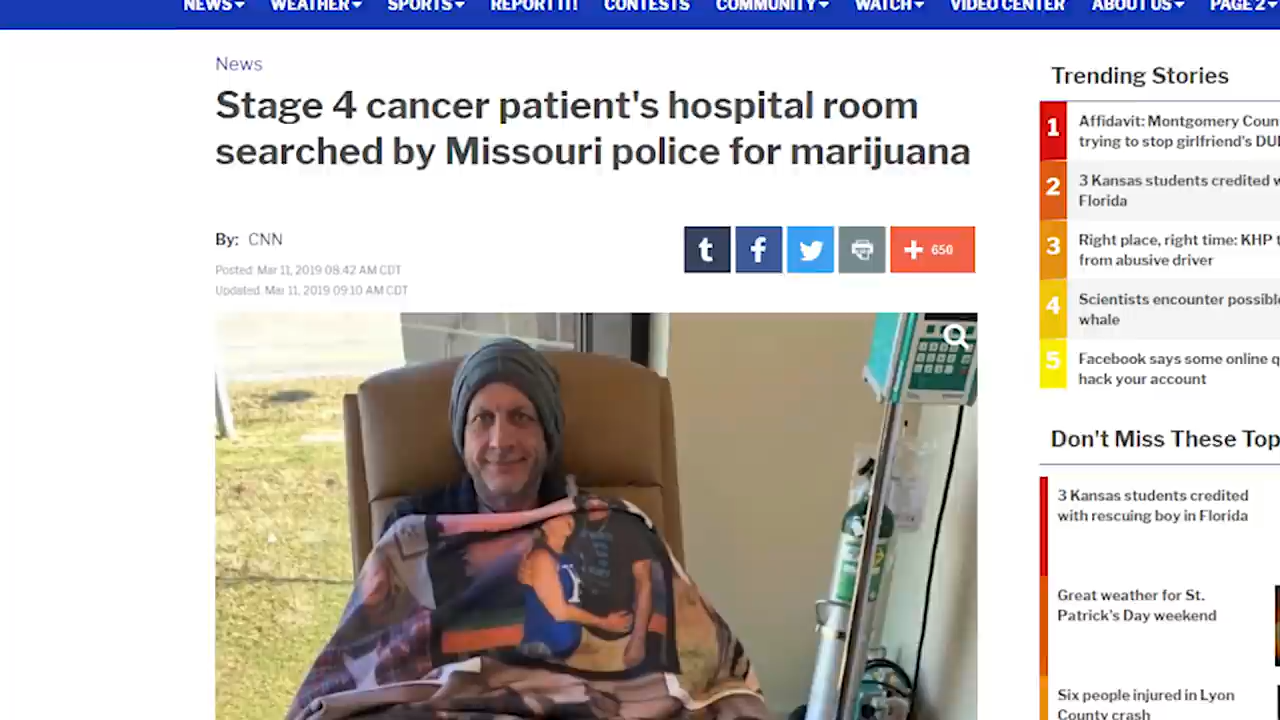 NEWS WEATHER SPORTS REPORT IT! CONTESTS COMMUNITY WATCH VIDEO CENTER ABOUT US PAGE 2
News
Stage 4 cancer patient's hospital room
searched by Missouri police for marijuana
By: CNN
Posted: Mar 11, 2019 08:42 AM CDT
Updated: Mar 11, 2019 09:10 AM CDT
t f + 650
Trending Stories
1 Affidavit: Montgomery Coun
trying to stop girlfriend's DUI
2 3 Kansas students credited w
Florida
3 Right place, right time: KHP t
from abusive driver
4 Scientists encounter possible
whale
5 Facebook says some online q
hack your account
Don't Miss These Top
3 Kansas students credited
with rescuing boy in Florida
Great weather for St.
Patrick's Day weekend
Six people injured in Lyon
County crash